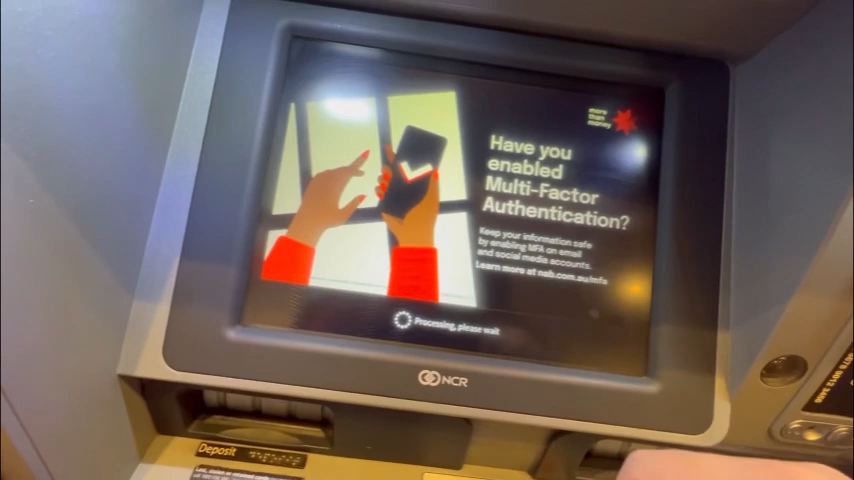 more
than
money
Have you
enabled
Multi-Factor
Authentication?
Keep your information safe
by enabling MFA on email
and social media accounts.
Learn more at nab.com.au/mfa
Processing, please wait
NCR
Deposit